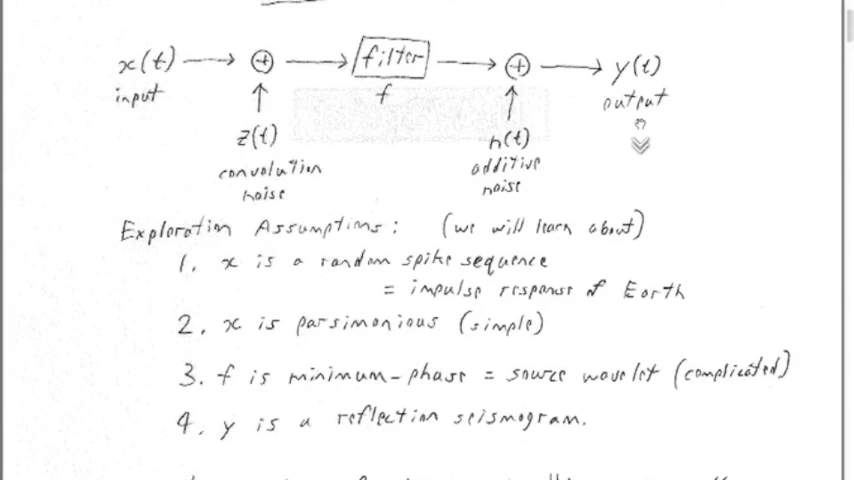 x(t) → ⊕ → filter → ⊕ → y(t)
input f output
z(t) n(t)
convolution additive
noise noise
Exploration Assumptions: (we will learn about)
1. x is a random spike sequence
= impulse response of Earth
2. x is parsimonious (simple)
3. f is minimum-phase = source wavelet (complicated)
4. y is a reflection seismogram.